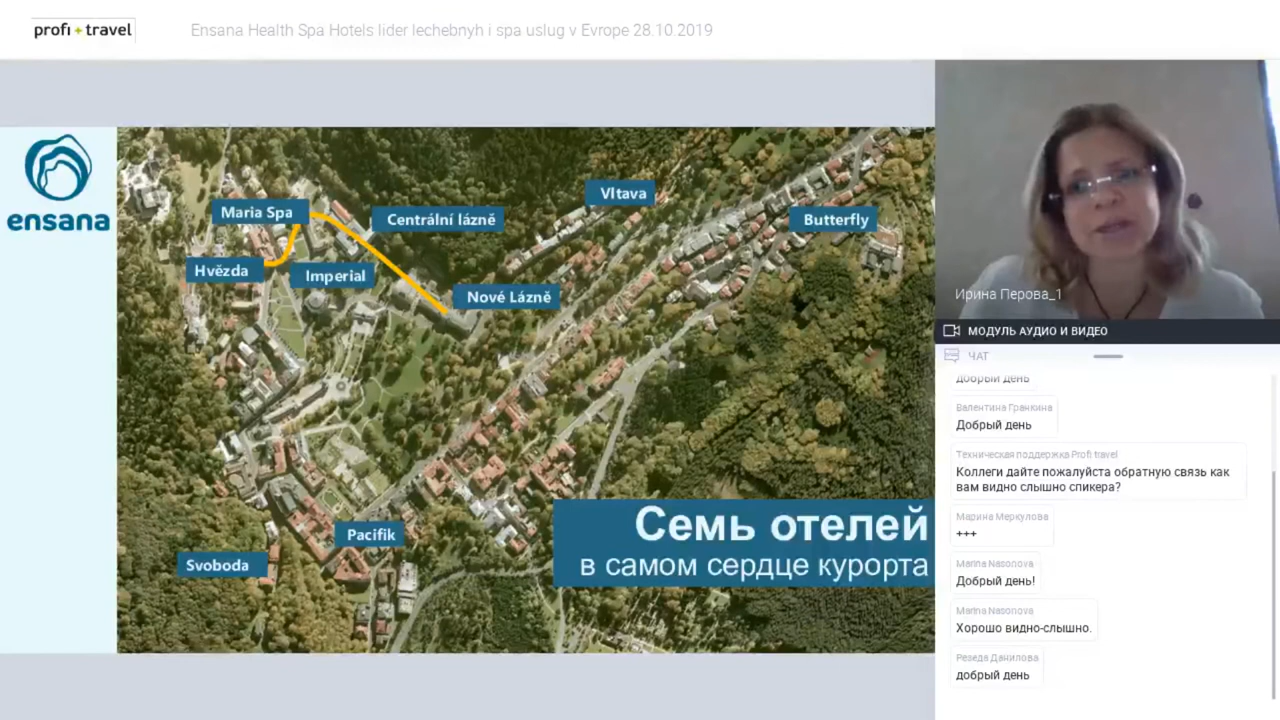 profi + travel
Ensana Health Spa Hotels lider lechebnyh i spa uslug v Evrope 28.10.2019
ensana
Maria Spa
Centrální lázně
Vltava
Butterfly
Hvězda
Imperial
Nové Lázně
Pacifik
Svoboda
Семь отелей
в самом сердце курорта
Ирина Перова_1
МОДУЛЬ АУДИО И ВИДЕО
ЧАТ
добрый день
Валентина Гранкина
Добрый день
Техническая поддержка Profi travel
Коллеги дайте пожалуйста обратную связь как
вам видно слышно спикера?
Марина Меркулова
+++
Marina Nasonova
Добрый день!
Marina Nasonova
Хорошо видно-слышно.
Резеда Данилова
добрый день